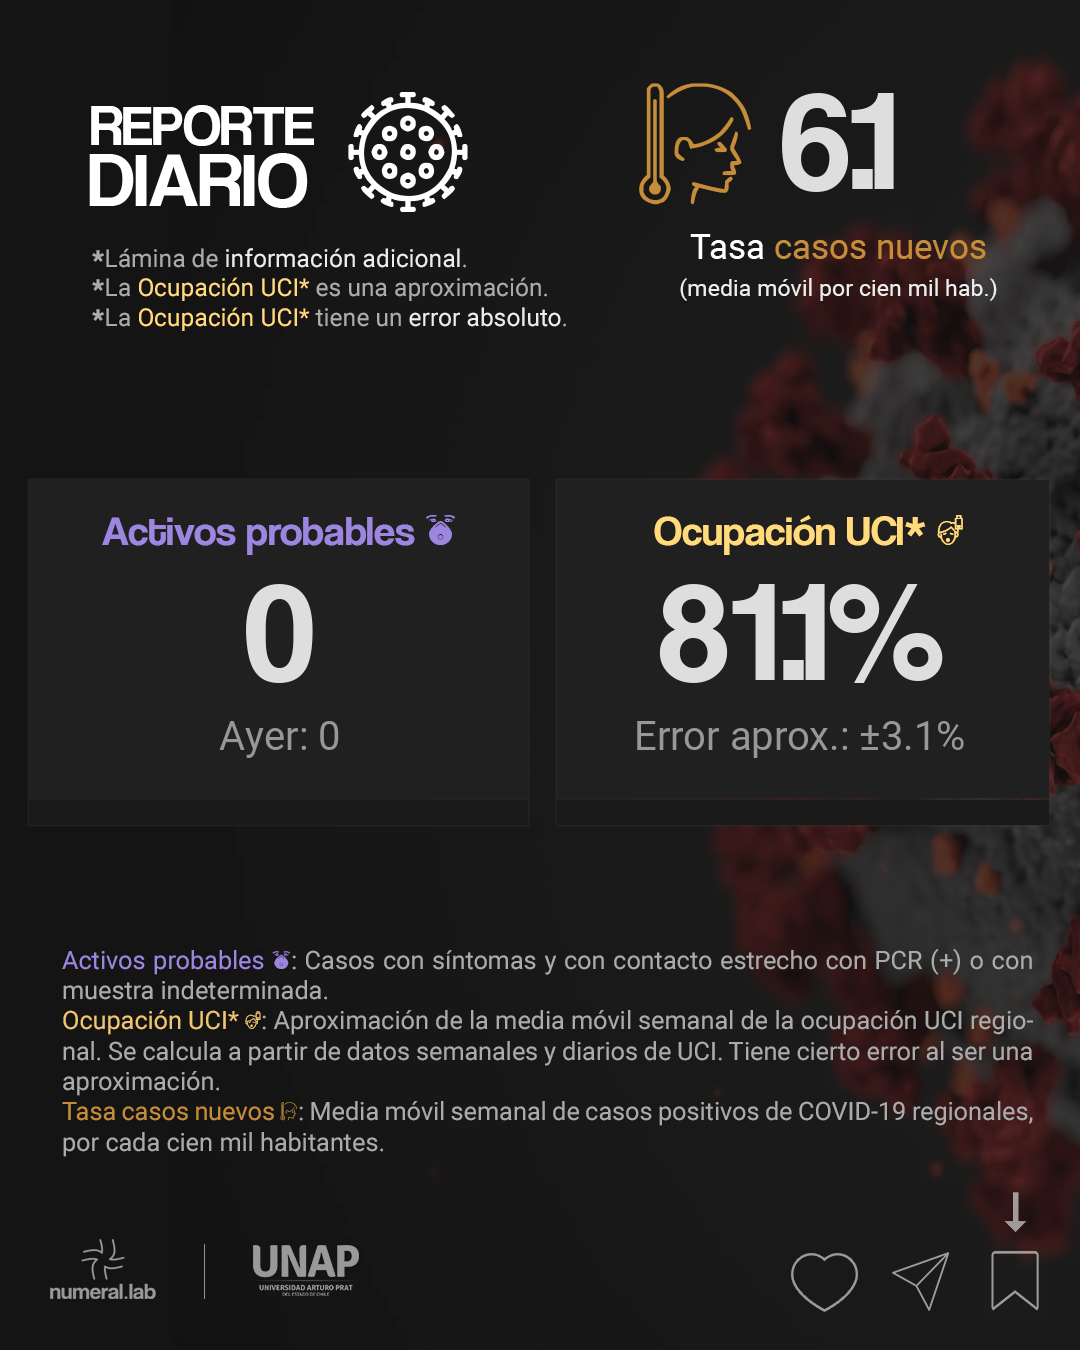 REPORTE
DIARIO
*Lámina de información adicional.
*La Ocupación UCI* es una aproximación.
*La Ocupación UCI* tiene un error absoluto.
6.1
Tasa casos nuevos
(media móvil por cien mil hab.)
Activos probables
0
Ayer: 0
Ocupación UCI*
81.1%
Error aprox.: ±3.1%
Activos probables : Casos con síntomas y con contacto estrecho con PCR (+) o con
muestra indeterminada.
Ocupación UCI* : Aproximación de la media móvil semanal de la ocupación UCI regio-
nal. Se calcula a partir de datos semanales y diarios de UCI. Tiene cierto error al ser una
aproximación.
Tasa casos nuevos : Media móvil semanal de casos positivos de COVID-19 regionales,
por cada cien mil habitantes.
numeral.lab
UNAP
UNIVERSIDAD ARTURO PRAT
DEL ESTADO DE CHILE